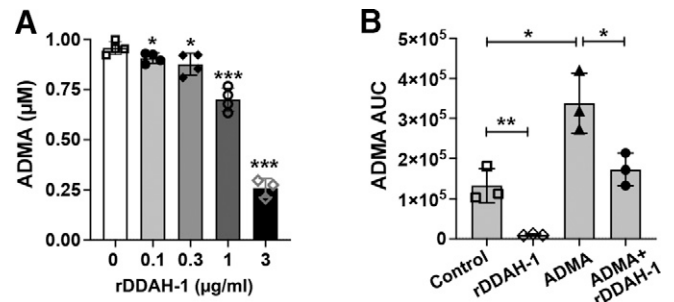 A
ADMA (µM)
1.00
0.75
0.50
0.25
0.00
*
*
***
***
0 0.1 0.3 1 3
rDDAH-1 (µg/ml)
B
ADMA AUC
5×10⁵
4×10⁵
3×10⁵
2×10⁵
1×10⁵
0
*
*
**
Control
rDDAH-1
ADMA
ADMA+
rDDAH-1